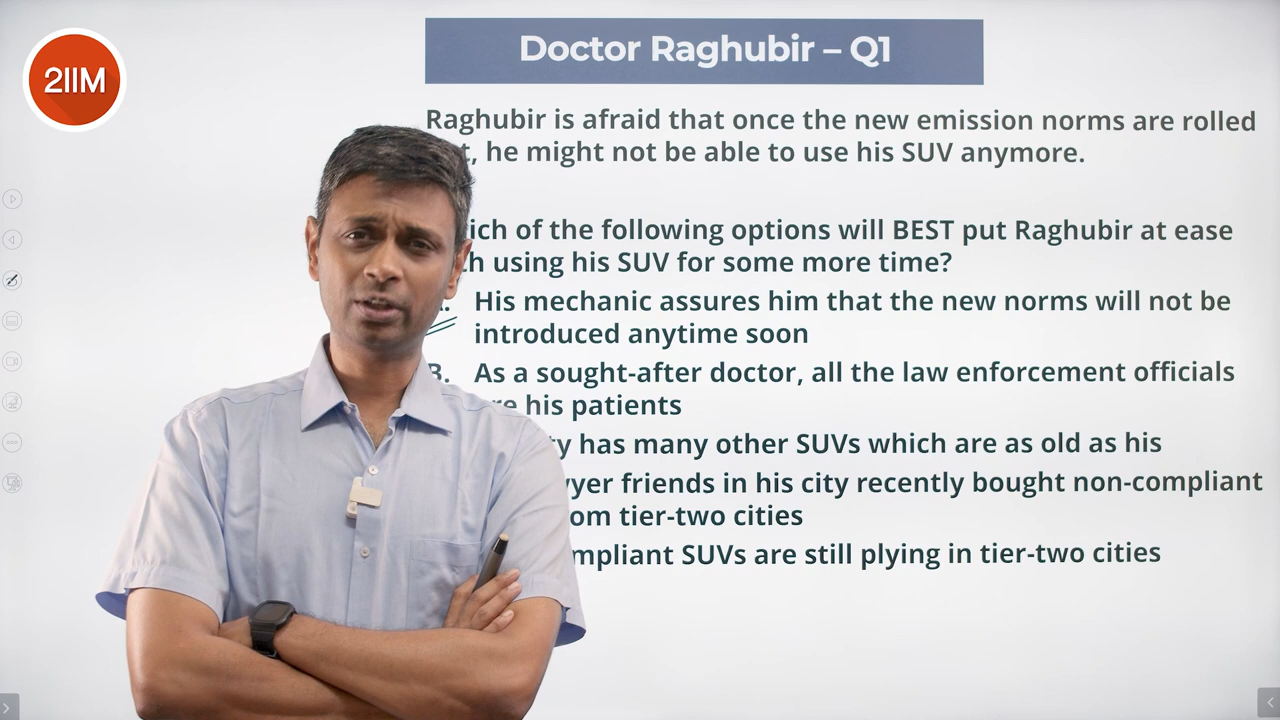 2IIM
Doctor Raghubir – Q1
Raghubir is afraid that once the new emission norms are rolled
he might not be able to use his SUV anymore.
of the following options will BEST put Raghubir at ease
using his SUV for some more time?
His mechanic assures him that the new norms will not be
introduced anytime soon
B. As a sought-after doctor, all the law enforcement officials
his patients
has many other SUVs which are as old as his
friends in his city recently bought non-compliant
tier-two cities
SUVs are still plying in tier-two cities